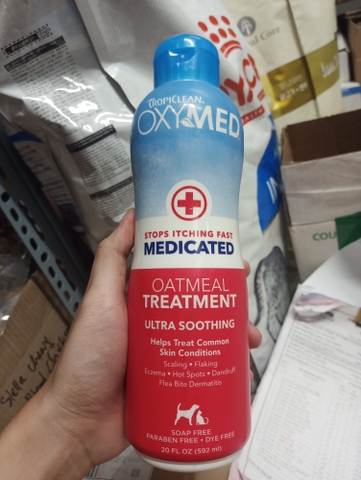 TROPICLEAN
OXYMED
STOPS ITCHING FAST
MEDICATED
OATMEAL
TREATMENT
ULTRA SOOTHING
Helps Treat Common
Skin Conditions
Scaling • Flaking
Eczema • Hot Spots • Dandruff
Flea Bite Dermatitis
SOAP FREE
PARABEN FREE • DYE FREE
20 FL OZ (592 ml)
Stella